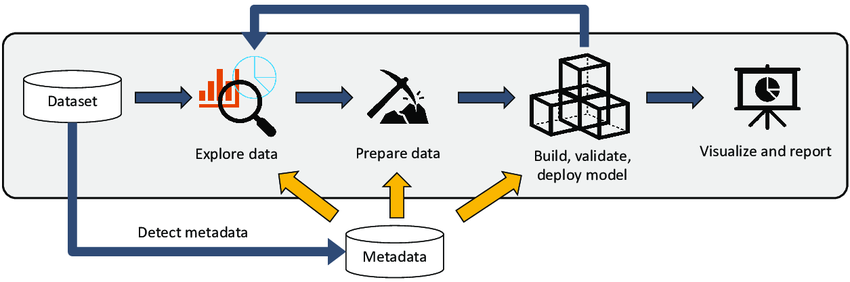 Dataset
Explore data
Prepare data
Build, validate,
deploy model
Visualize and report
Detect metadata
Metadata